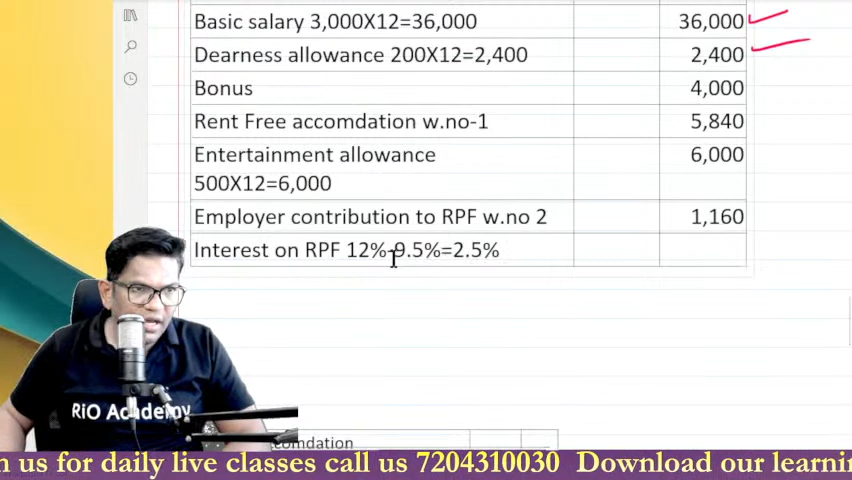 Basic salary 3,000X12=36,000 36,000
Dearness allowance 200X12=2,400 2,400
Bonus 4,000
Rent Free accomdation w.no-1 5,840
Entertainment allowance 6,000
500X12=6,000
Employer contribution to RPF w.no 2 1,160
Interest on RPF 12%-9.5%=2.5%
RiO Academy
comdation
n us for daily live classes call us 7204310030 Download our learnin